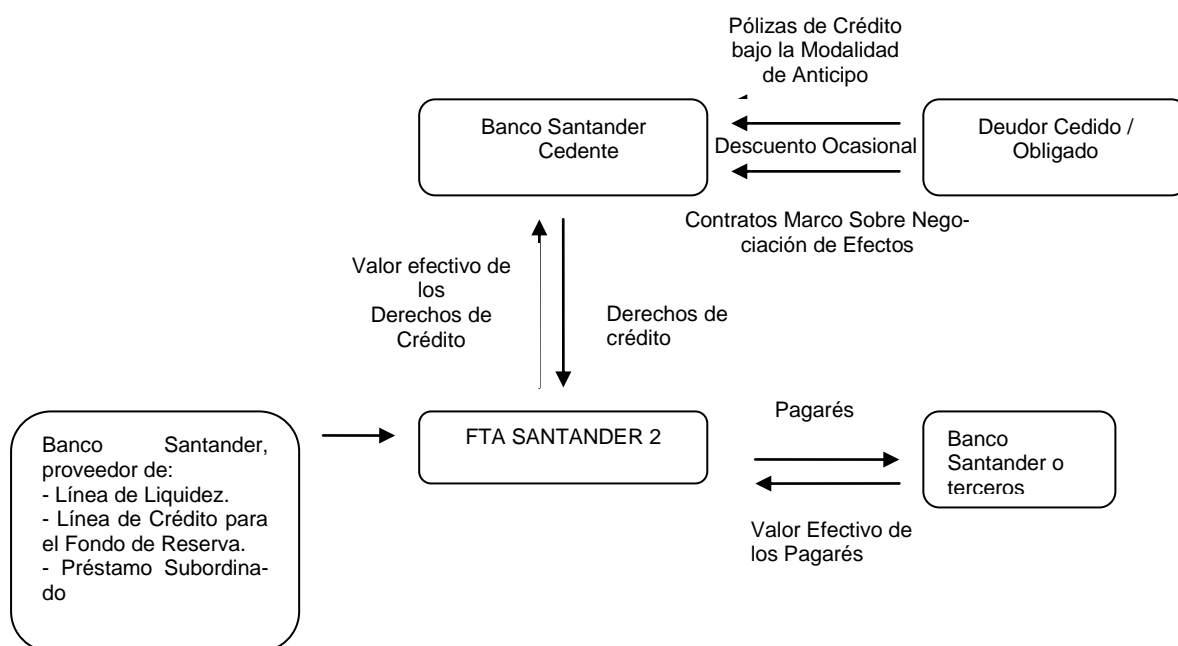 Pólizas de Crédito
bajo la Modalidad
de Anticipo
Banco Santander
Cedente
Descuento Ocasional
Deudor Cedido /
Obligado
Contratos Marco Sobre Nego-
ciación de Efectos
Valor efectivo de
los
Derechos de
Crédito
Derechos de
crédito
Banco Santander,
proveedor de:
- Línea de Liquidez.
- Línea de Crédito para
el Fondo de Reserva.
- Préstamo Subordina-
do
FTA SANTANDER 2
Pagarés
Banco
Santander o
terceros
Valor Efectivo de
los Pagarés